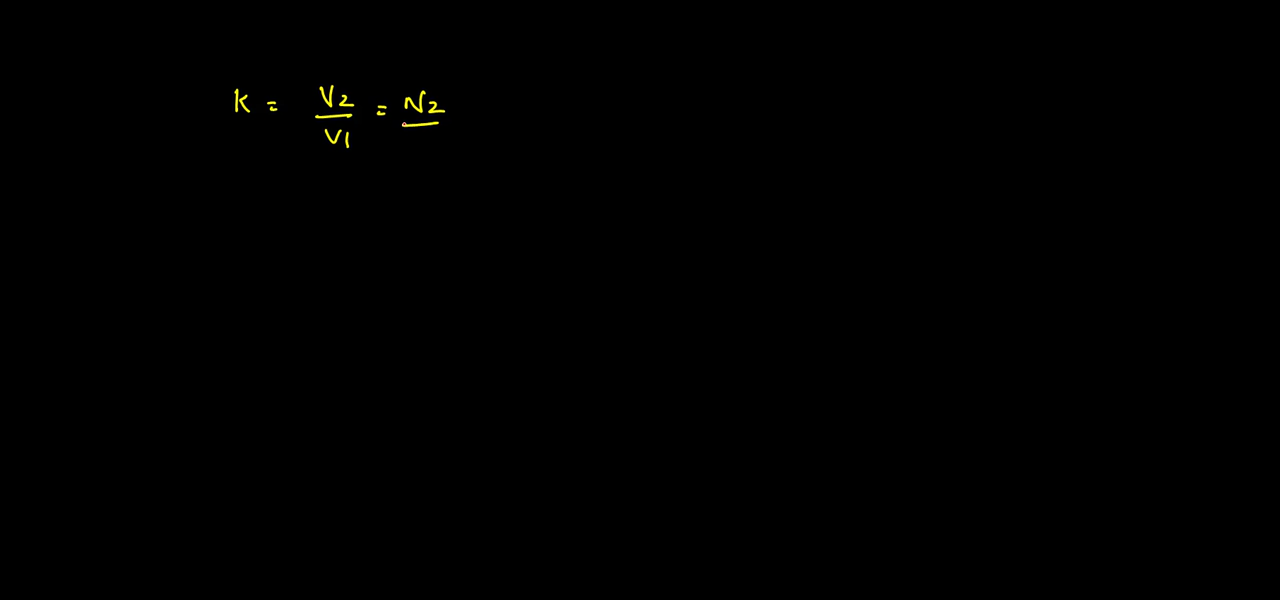 K = V2/V1 = N2/